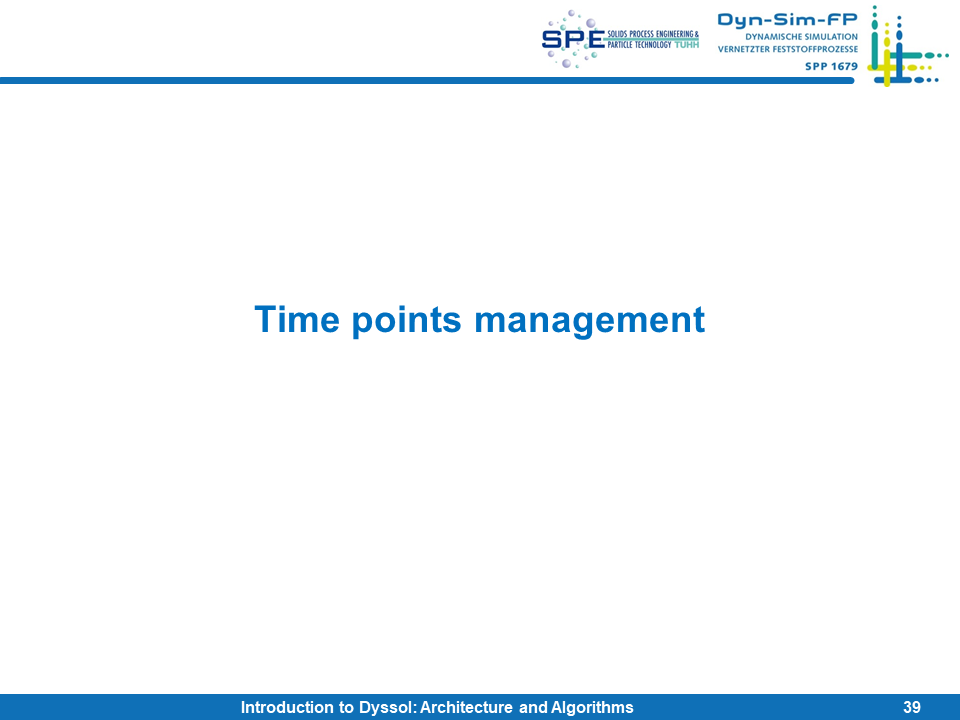 SPE SOLIDS PROCESS ENGINEERING &
PARTICLE TECHNOLOGY TUHH
Dyn-Sim-FP
DYNAMISCHE SIMULATION
VERNETZTER FESTSTOFFPROZESSE
SPP 1679
Time points management
Introduction to Dyssol: Architecture and Algorithms 39